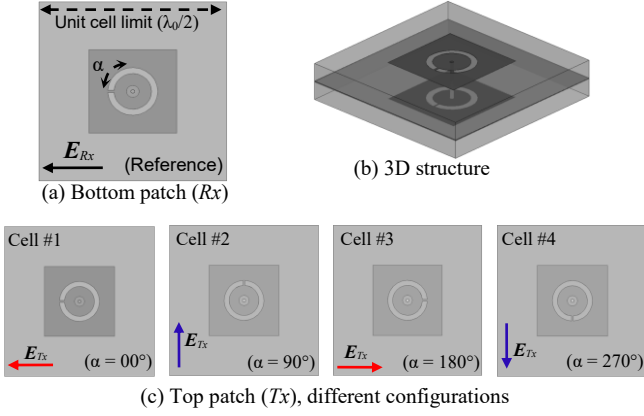 Unit cell limit (λ0/2)
α
ERx
(Reference)
(a) Bottom patch (Rx)
(b) 3D structure
Cell #1
ETx
(α = 00°)
Cell #2
ETx
(α = 90°)
Cell #3
ETx
(α = 180°)
Cell #4
ETx
(α = 270°)
(c) Top patch (Tx), different configurations